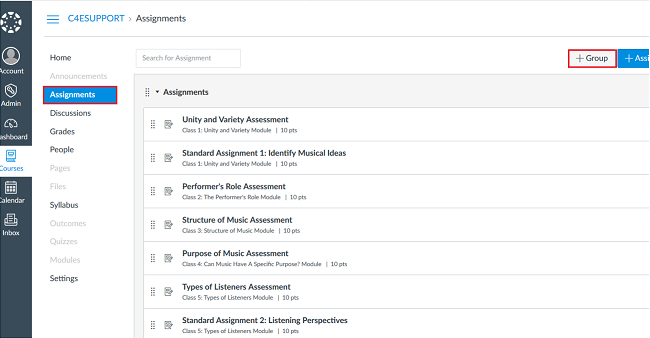 C4ESUPPORT > Assignments
Account
Admin
Dashboard
Courses
Calendar
Inbox
Home
Announcements
Assignments
Discussions
Grades
People
Pages
Files
Syllabus
Outcomes
Quizzes
Modules
Settings
Search for Assignment
+ Group
+ Assi
Assignments
Unity and Variety Assessment
Class 1: Unity and Variety Module | 10 pts
Standard Assignment 1: Identify Musical Ideas
Class 1: Unity and Variety Module | 10 pts
Performer's Role Assessment
Class 2: The Performer's Role Module | 10 pts
Structure of Music Assessment
Class 3: Structure of Music Module | 10 pts
Purpose of Music Assessment
Class 4: Can Music Have A Specific Purpose? Module | 10 pts
Types of Listeners Assessment
Class 5: Types of Listeners Module | 10 pts
Standard Assignment 2: Listening Perspectives
Class 5: Types of Listeners Module | 10 pts